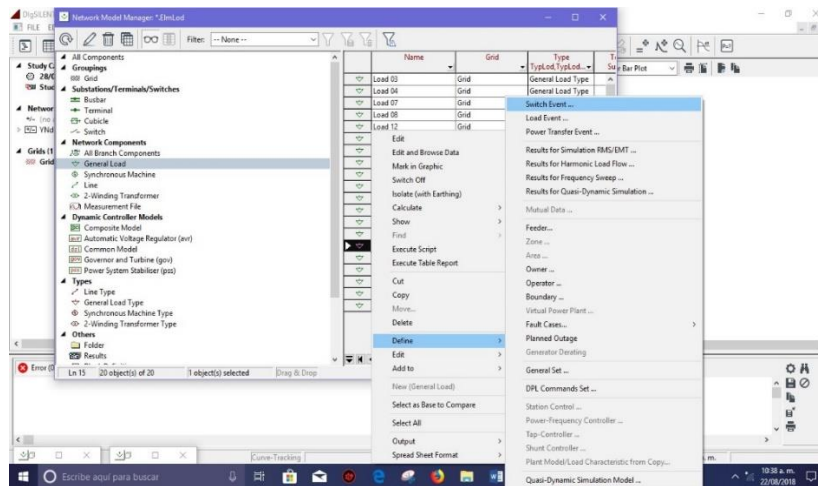 DIgSILENT
Network Model Manager: *.ElmLod
FILE
Filter: -- None --
All Components
Groupings
Grid
Substations/Terminals/Switches
Busbar
Terminal
Cubicle
Switch
Network Components
All Branch Components
General Load
Synchronous Machine
Line
2-Winding Transformer
Measurement File
Dynamic Controller Models
Composite Model
Automatic Voltage Regulator (avr)
Common Model
Governor and Turbine (gov)
Power System Stabiliser (pss)
Types
Line Type
General Load Type
Synchronous Machine Type
2-Winding Transformer Type
Others
Folder
Results
Ln 15 20 object(s) of 20 1 object(s) selected Drag & Drop
Name Grid Type
TypLod,TypLod...
Load 03 Grid General Load Type
Load 04 Grid General Load Type
Load 07 Grid
Load 08 Grid
Load 12 Grid
Edit
Edit and Browse Data
Mark in Graphic
Switch Off
Isolate (with Earthing)
Calculate
Show
Find
Execute Script
Execute Table Report
Cut
Copy
Move...
Delete
Define
Edit
Add to
New (General Load)
Select as Base to Compare
Select All
Output
Spread Sheet Format
Switch Event ...
Load Event ...
Power Transfer Event ...
Results for Simulation RMS/EMT ...
Results for Harmonic Load Flow ...
Results for Frequency Sweep ...
Results for Quasi-Dynamic Simulation ...
Mutual Data ...
Feeder...
Zone ...
Area ...
Owner ...
Operator ...
Boundary ...
Virtual Power Plant ...
Fault Cases...
Planned Outage
Generator Derating
General Set ...
DPL Commands Set ...
Station Control ...
Power-Frequency Controller ...
Tap-Controller ...
Shunt Controller ...
Plant Model/Load Characteristic from Copy...
Quasi-Dynamic Simulation Model ...
Bar Plot
Study C
Grids (1
Grid
Curve-Tracking
Escribe aquí para buscar
10:38 a. m.
22/08/2018